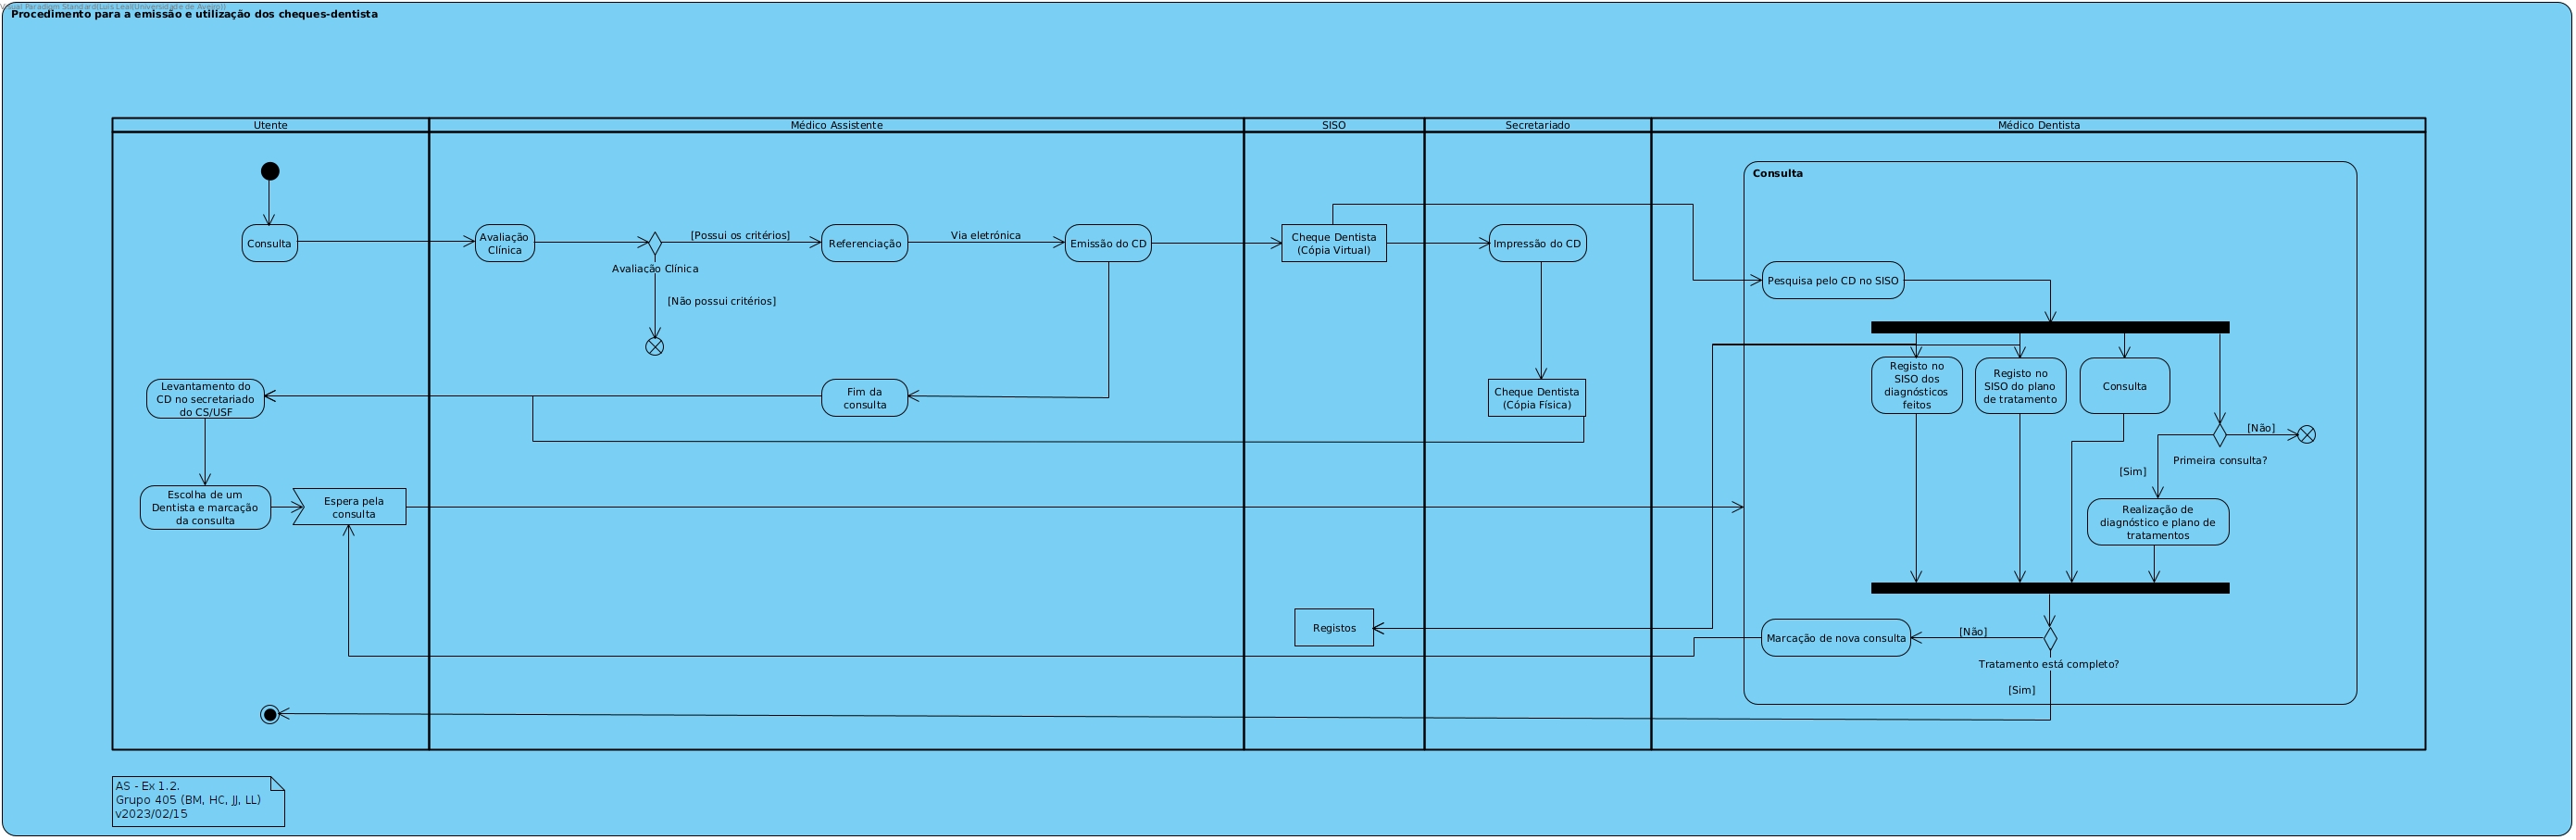 Visual Paradigm Standard(Luis Leal(Universidade de Aveiro))
Procedimento para a emissão e utilização dos cheques-dentista
Utente
Médico Assistente
SISO
Secretariado
Médico Dentista
Consulta
Consulta
Avaliação
Clínica
[Possui os critérios]
Avaliação Clínica
[Não possui critérios]
Referenciação
Via eletrónica
Emissão do CD
Cheque Dentista
(Cópia Virtual)
Impressão do CD
Pesquisa pelo CD no SISO
Levantamento do
CD no secretariado
do CS/USF
Fim da
consulta
Cheque Dentista
(Cópia Física)
Registo no
SISO dos
diagnósticos
feitos
Registo no
SISO do plano
de tratamento
Consulta
[Não]
Primeira consulta?
[Sim]
Escolha de um
Dentista e marcação
da consulta
Espera pela
consulta
Realização de
diagnóstico e plano de
tratamentos
Registos
Marcação de nova consulta
[Não]
Tratamento está completo?
[Sim]
AS - Ex 1.2.
Grupo 405 (BM, HC, JJ, LL)
v2023/02/15